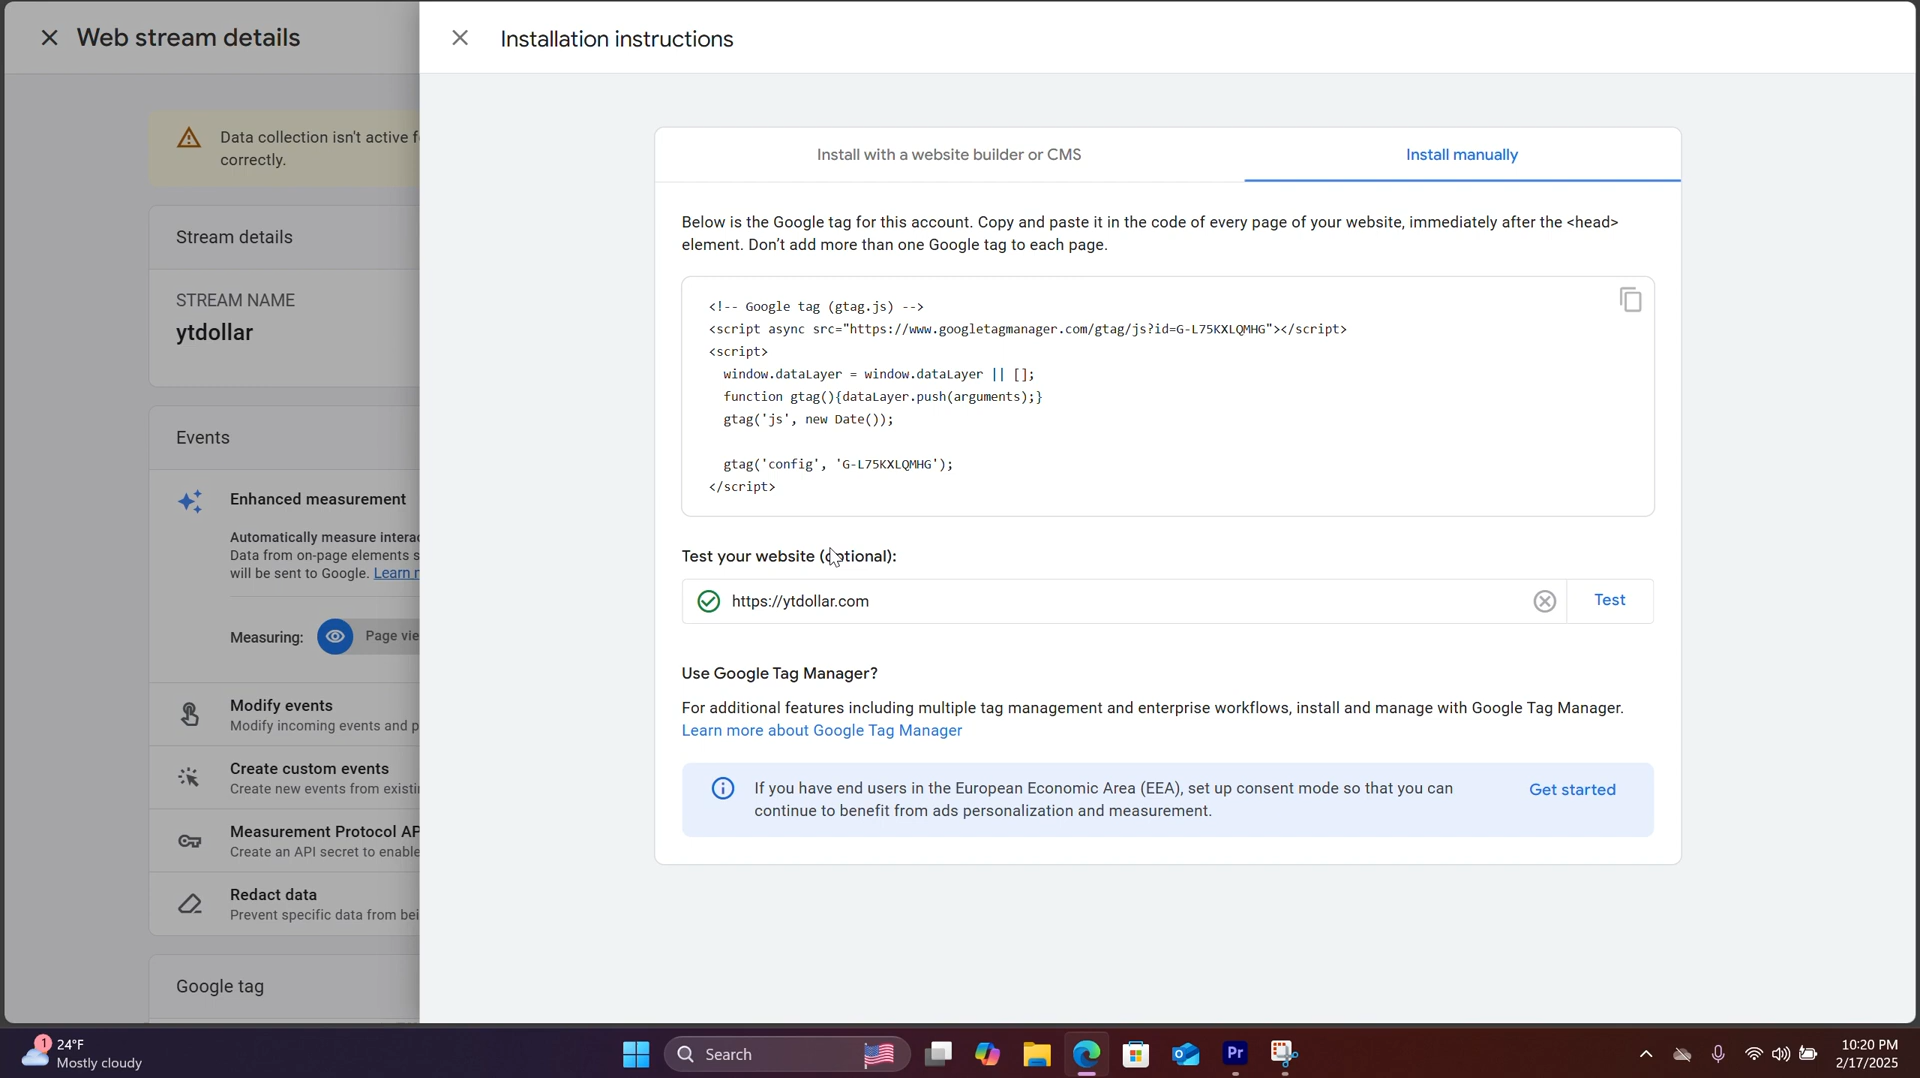 Web stream details
Installation instructions
Data collection isn't active
correctly.
Install with a website builder or CMS
Install manually
Stream details
STREAM NAME
ytdollar
Below is the Google tag for this account. Copy and paste it in the code of every page of your website, immediately after the <head>
element. Don't add more than one Google tag to each page.
<!-- Google tag (gtag.js) -->
<script async src="https://www.googletagmanager.com/gtag/js?id=G-L75KXLQMHG"></script>
<script>
window.dataLayer = window.dataLayer || [];
function gtag(){dataLayer.push(arguments);}
gtag('js', new Date());
gtag('config', 'G-L75KXLQMHG');
</script>
Events
Enhanced measurement
Automatically measure
Data from on-page elements
will be sent to Google. Learn
Measuring:
Page
Modify events
Modify incoming events and
Create custom events
Create new events from
Measurement Protocol
Create an API secret to enable
Redact data
Prevent specific data from
Google tag
Test your website (optional):
https://ytdollar.com
Test
Use Google Tag Manager?
For additional features including multiple tag management and enterprise workflows, install and manage with Google Tag Manager.
Learn more about Google Tag Manager
If you have end users in the European Economic Area (EEA), set up consent mode so that you can
continue to benefit from ads personalization and measurement.
Get started
1
24°F
Mostly cloudy
Search
Pr
10:20 PM
2/17/2025